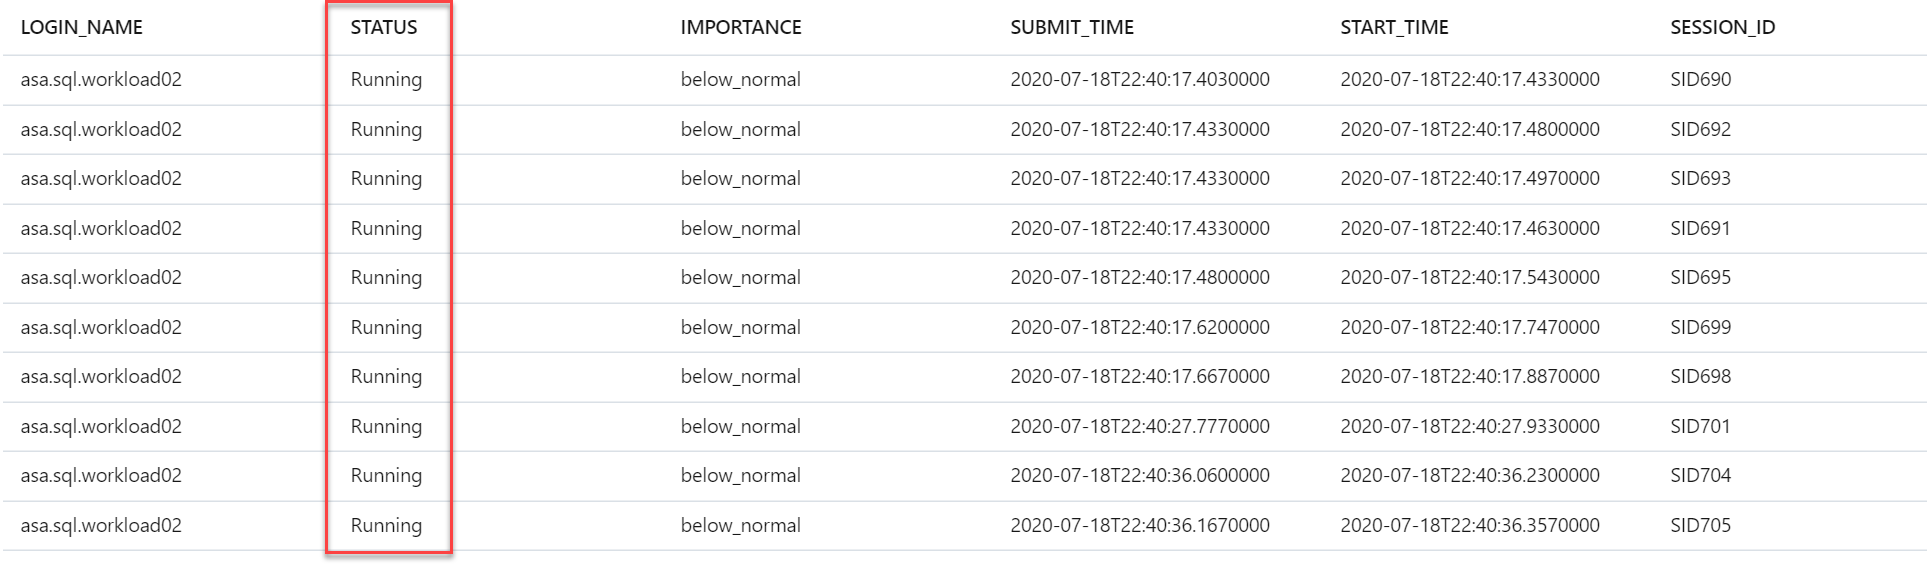 LOGIN_NAME STATUS IMPORTANCE SUBMIT_TIME START_TIME SESSION_ID
asa.sql.workload02 Running below_normal 2020-07-18T22:40:17.4030000 2020-07-18T22:40:17.4330000 SID690
asa.sql.workload02 Running below_normal 2020-07-18T22:40:17.4330000 2020-07-18T22:40:17.4800000 SID692
asa.sql.workload02 Running below_normal 2020-07-18T22:40:17.4330000 2020-07-18T22:40:17.4970000 SID693
asa.sql.workload02 Running below_normal 2020-07-18T22:40:17.4330000 2020-07-18T22:40:17.4630000 SID691
asa.sql.workload02 Running below_normal 2020-07-18T22:40:17.4800000 2020-07-18T22:40:17.5430000 SID695
asa.sql.workload02 Running below_normal 2020-07-18T22:40:17.6200000 2020-07-18T22:40:17.7470000 SID699
asa.sql.workload02 Running below_normal 2020-07-18T22:40:17.6670000 2020-07-18T22:40:17.8870000 SID698
asa.sql.workload02 Running below_normal 2020-07-18T22:40:27.7770000 2020-07-18T22:40:27.9330000 SID701
asa.sql.workload02 Running below_normal 2020-07-18T22:40:36.0600000 2020-07-18T22:40:36.2300000 SID704
asa.sql.workload02 Running below_normal 2020-07-18T22:40:36.1670000 2020-07-18T22:40:36.3570000 SID705